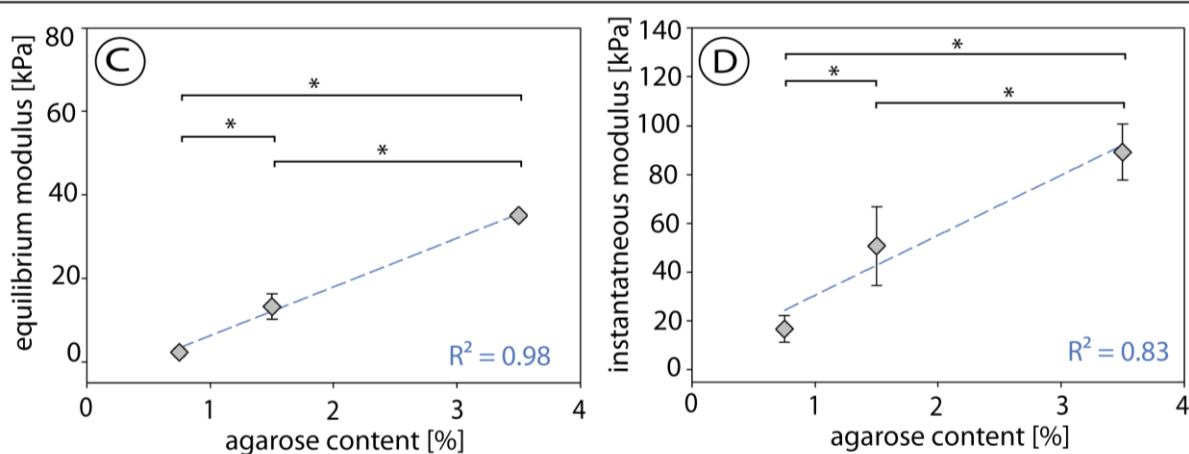 C
equilibrium modulus [kPa]
80
60
40
20
0
*
*
*
R² = 0.98
0 1 2 3 4
agarose content [%]
D
instantatneous modulus [kPa]
140
120
100
80
60
40
20
0
*
*
*
R² = 0.83
0 1 2 3 4
agarose content [%]